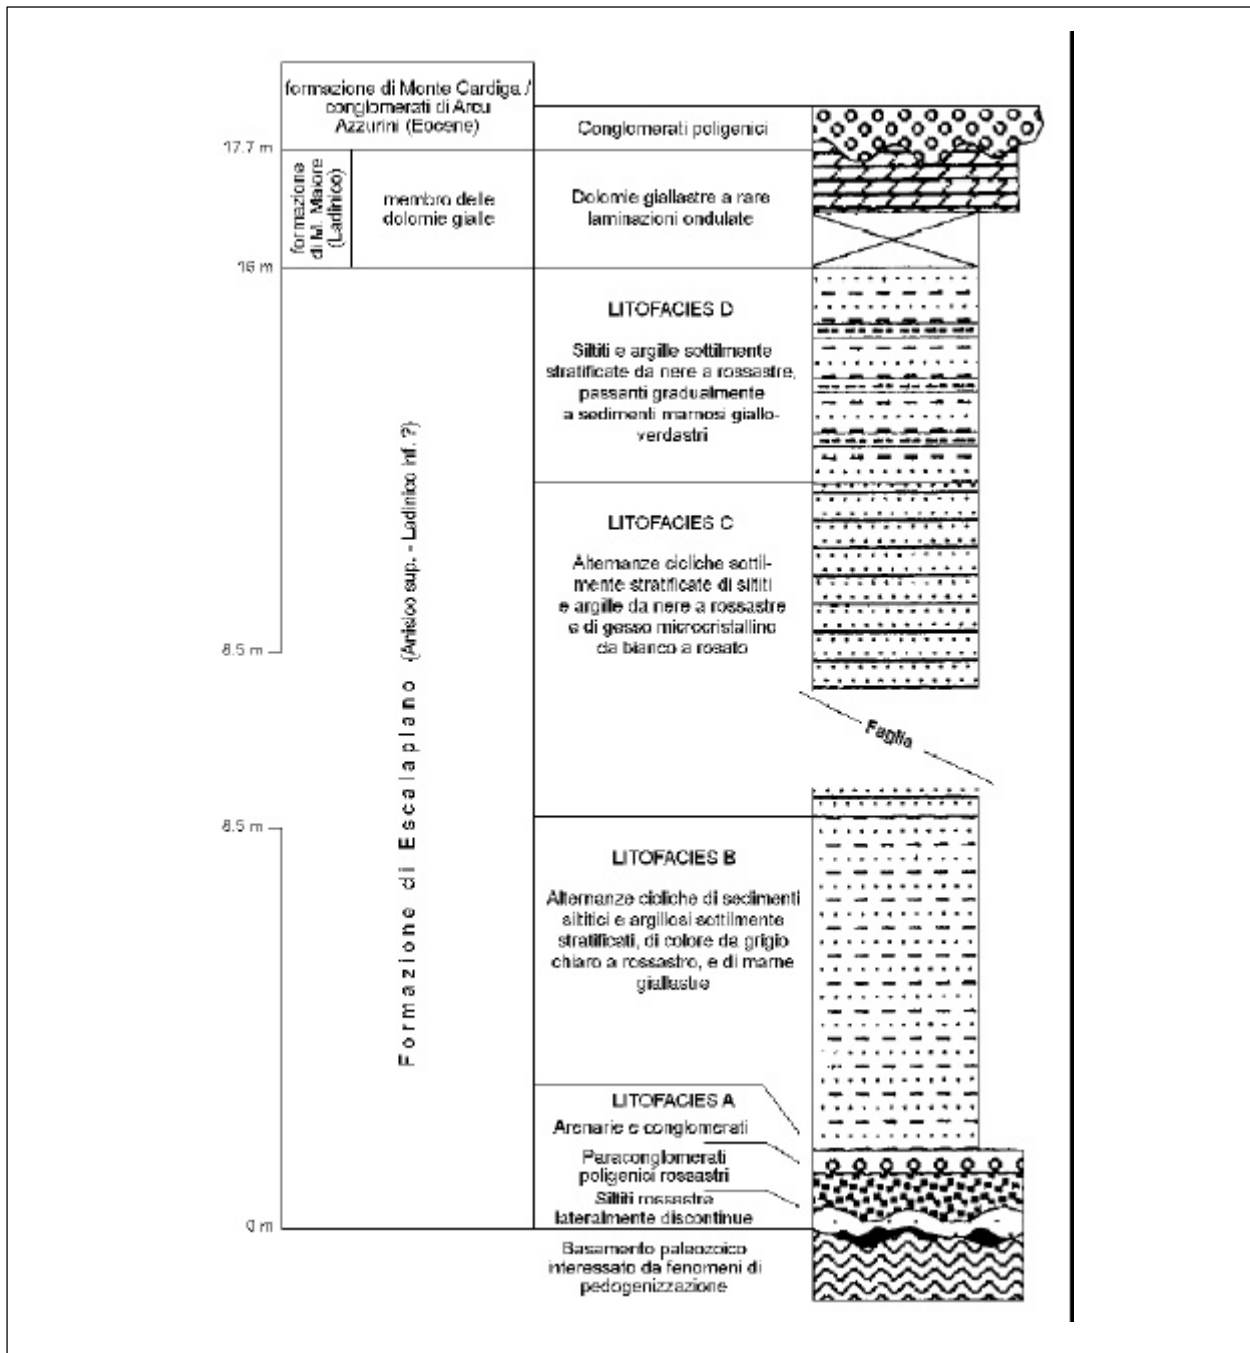 formazione di Monte Cardiga /
conglomerati di Arcu
Azzurini (Eocene)
Conglomerati poligenici
17.7 m
formazione
di M. Maiore
(Ladinico)
membro delle
dolomie gialle
Dolomie giallastre a rare
laminazioni ondulate
16 m
LITOFACIES D
Siltiti e argille sottilmente
stratificate da nere a rossastre,
passanti gradualmente
a sedimenti marnosi giallo-
verdastri
Formazione di Escalaplano (Anisico sup. - Ladinico inf. ?)
LITOFACIES C
Alternanze cicliche sottil-
mente stratificate di siltiti
e argille da nere a rossastre
e di gesso microcristallino
da bianco a rosato
8.5 m
Faglia
8.5 m
LITOFACIES B
Alternanze cicliche di sedimenti
siltitici e argillosi sottilmente
stratificati, di colore da grigio
chiaro a rossastro, e di marne
giallastre
LITOFACIES A
Arenarie e conglomerati
Paraconglomerati
poligenici rossastri
Siltiti rossastre
lateralmente discontinue
0 m
Basamento paleozoico
interessato da fenomeni di
pedogenizzazione